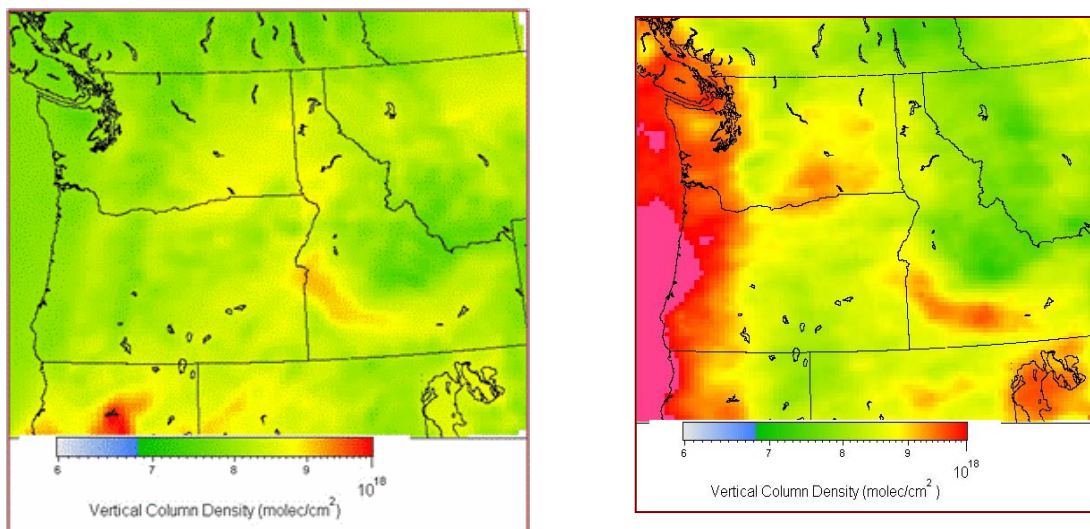 6 7 8 9 10^18
Vertical Column Density (molec/cm^2)
6 7 8 9 10^18
Vertical Column Density (molec/cm^2 )